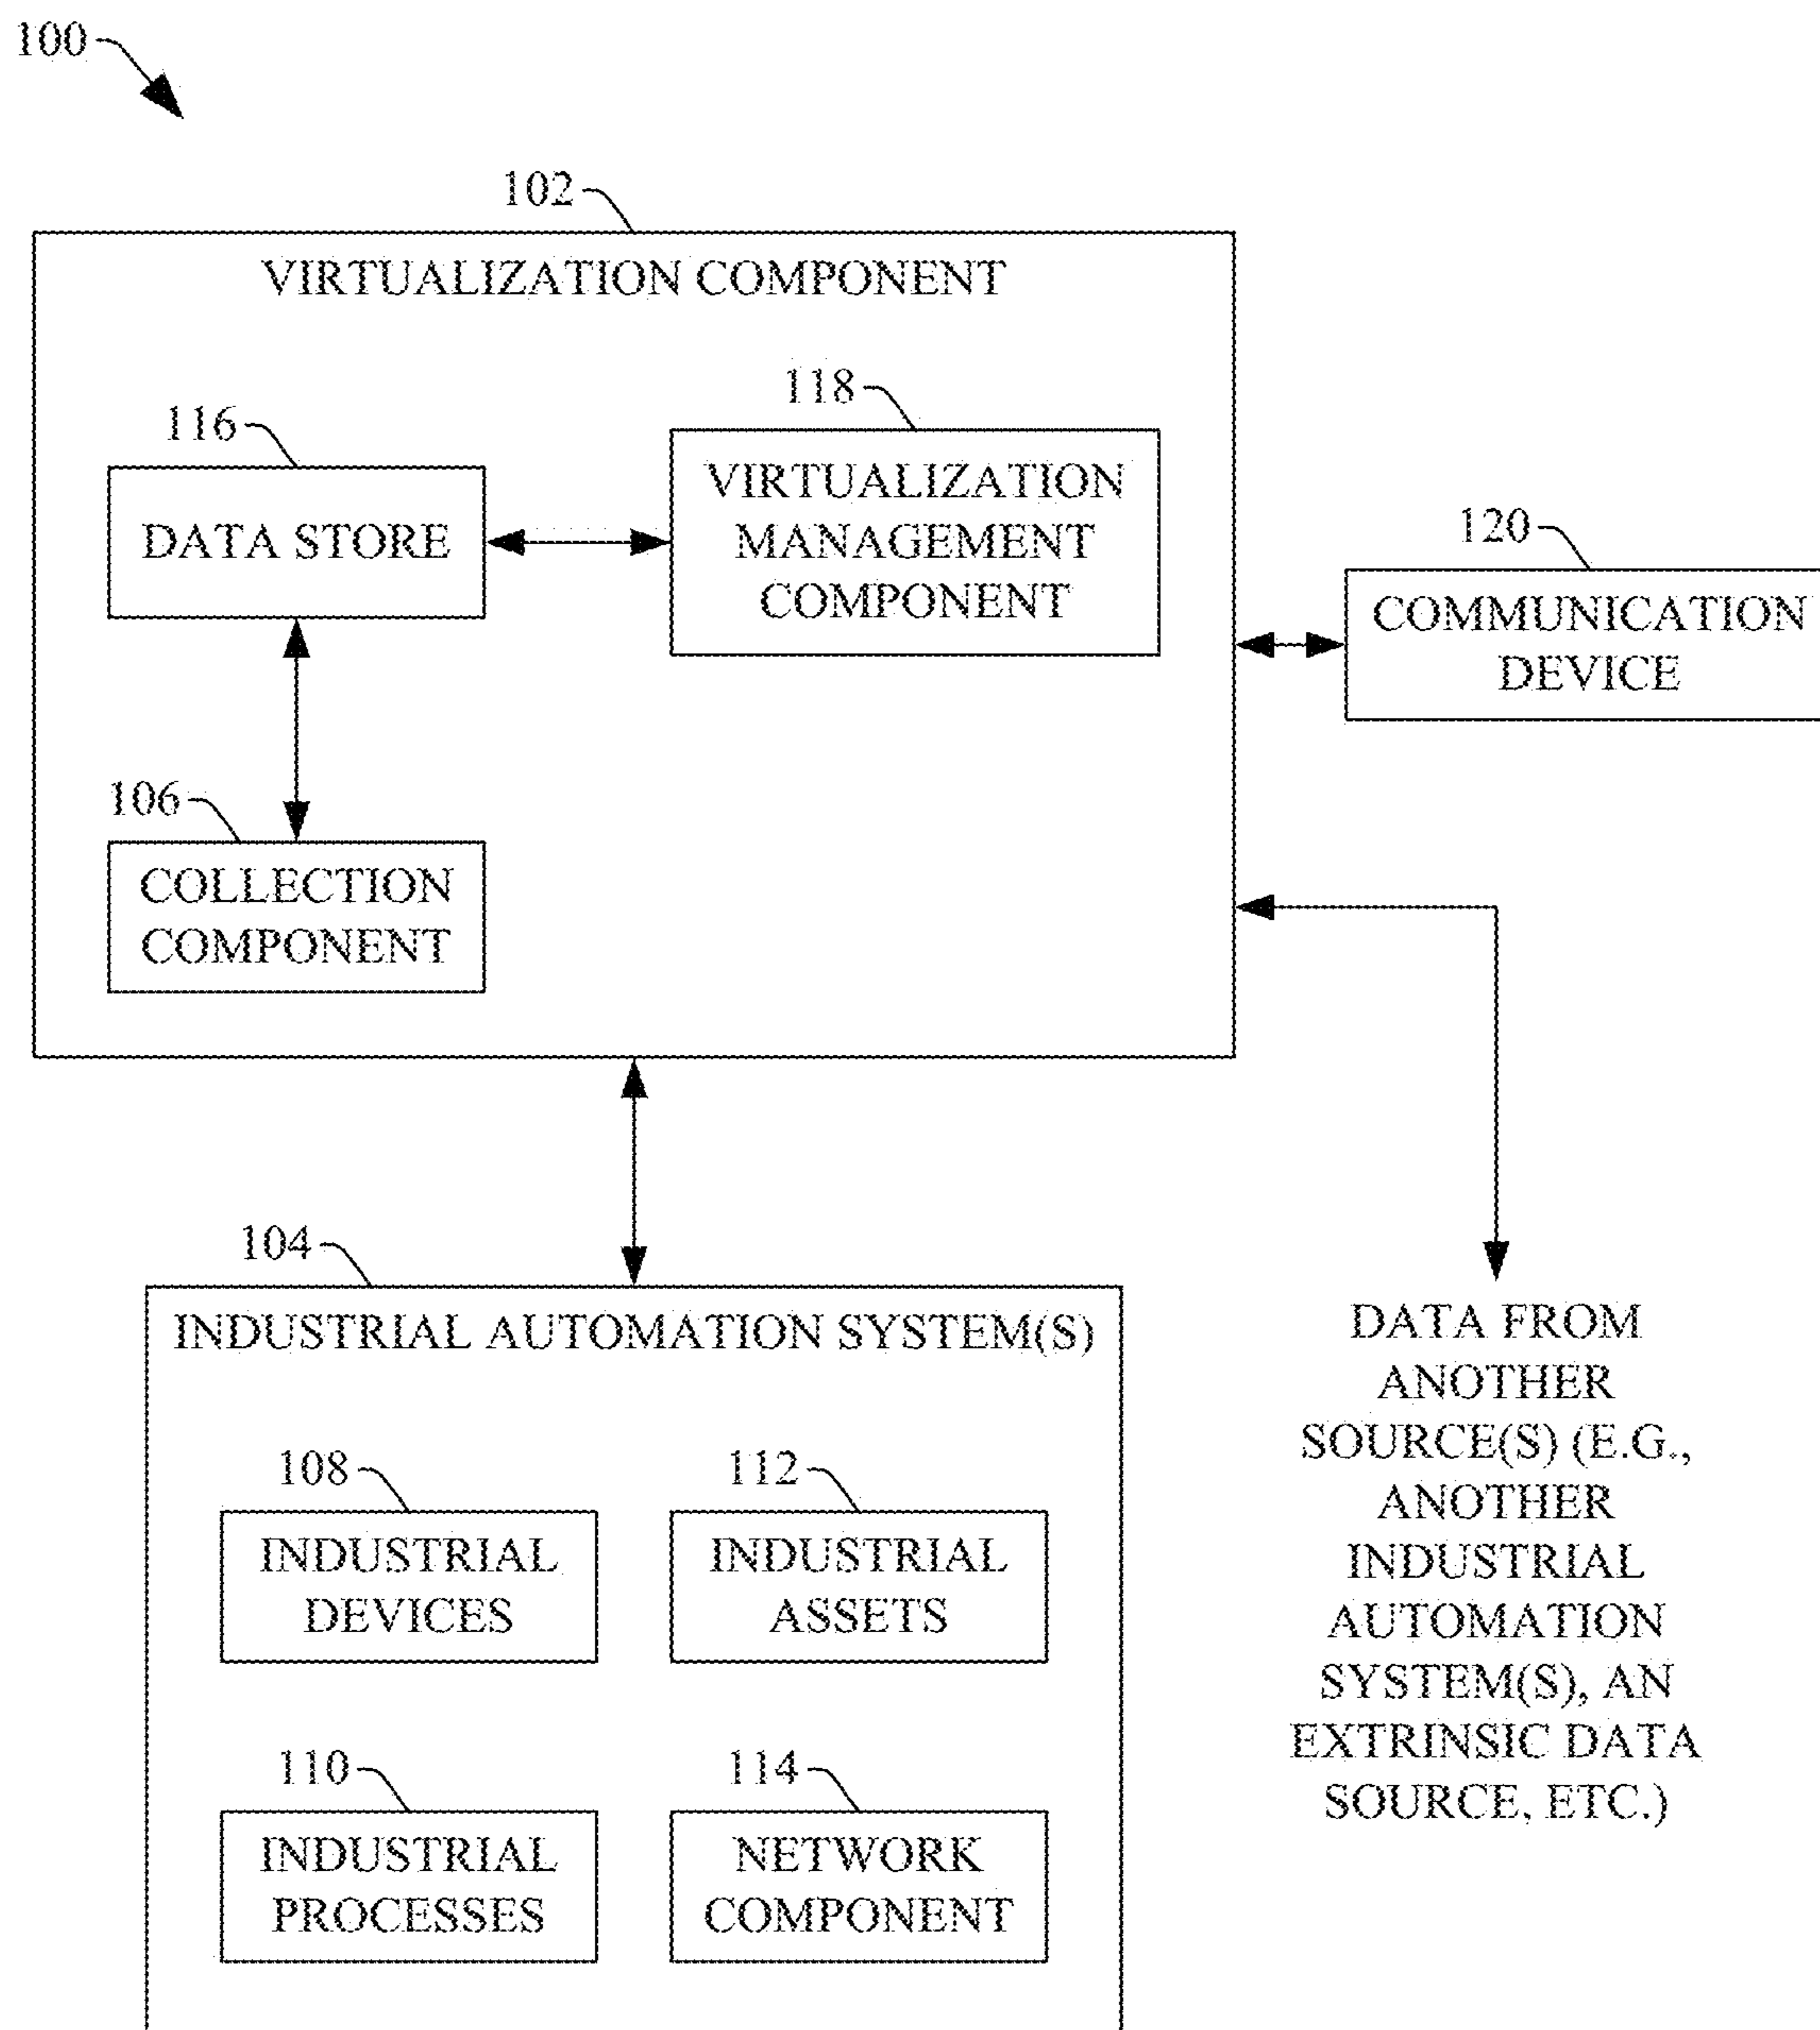 100
102
VIRTUALIZATION COMPONENT
116
DATA STORE
118
VIRTUALIZATION
MANAGEMENT
COMPONENT
120
COMMUNICATION
DEVICE
106
COLLECTION
COMPONENT
104
INDUSTRIAL AUTOMATION SYSTEM(S)
108
INDUSTRIAL
DEVICES
112
INDUSTRIAL
ASSETS
110
INDUSTRIAL
PROCESSES
114
NETWORK
COMPONENT
DATA FROM
ANOTHER
SOURCE(S) (E.G.,
ANOTHER
INDUSTRIAL
AUTOMATION
SYSTEM(S), AN
EXTRINSIC DATA
SOURCE, ETC.)